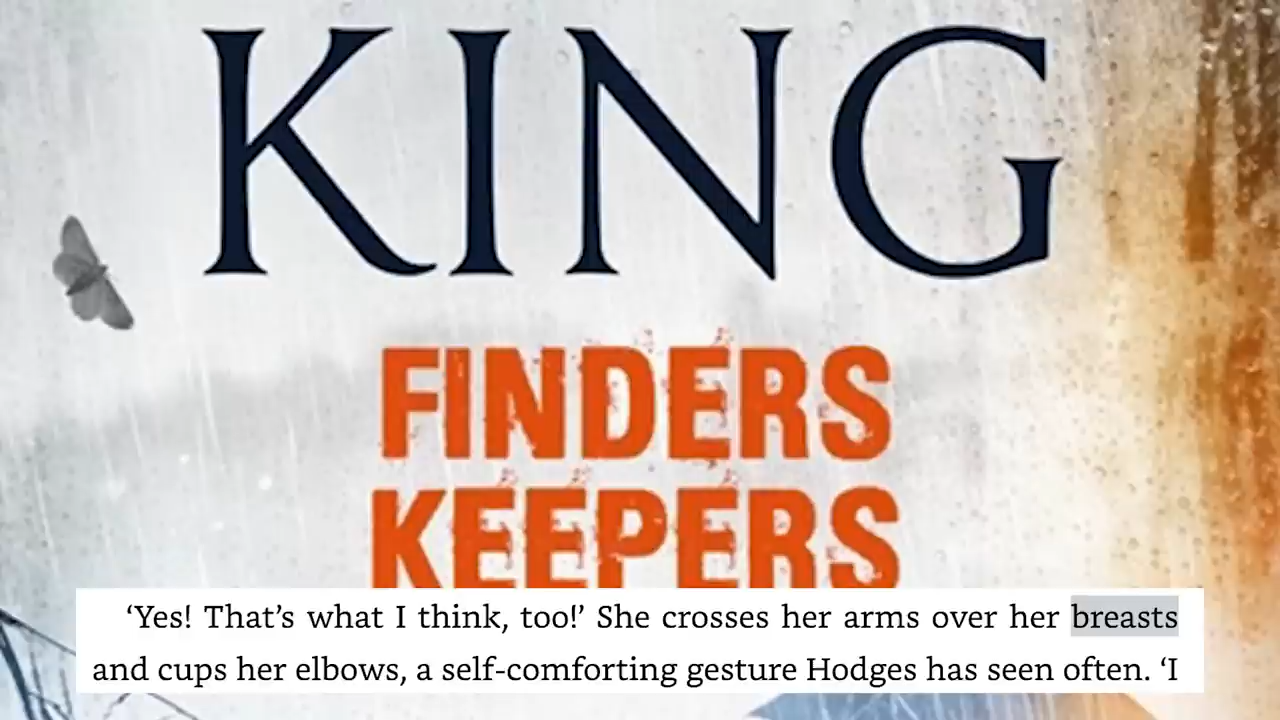 KING
FINDERS
KEEPERS
‘Yes! That’s what I think, too!’ She crosses her arms over her breasts
and cups her elbows, a self-comforting gesture Hodges has seen often. ‘I